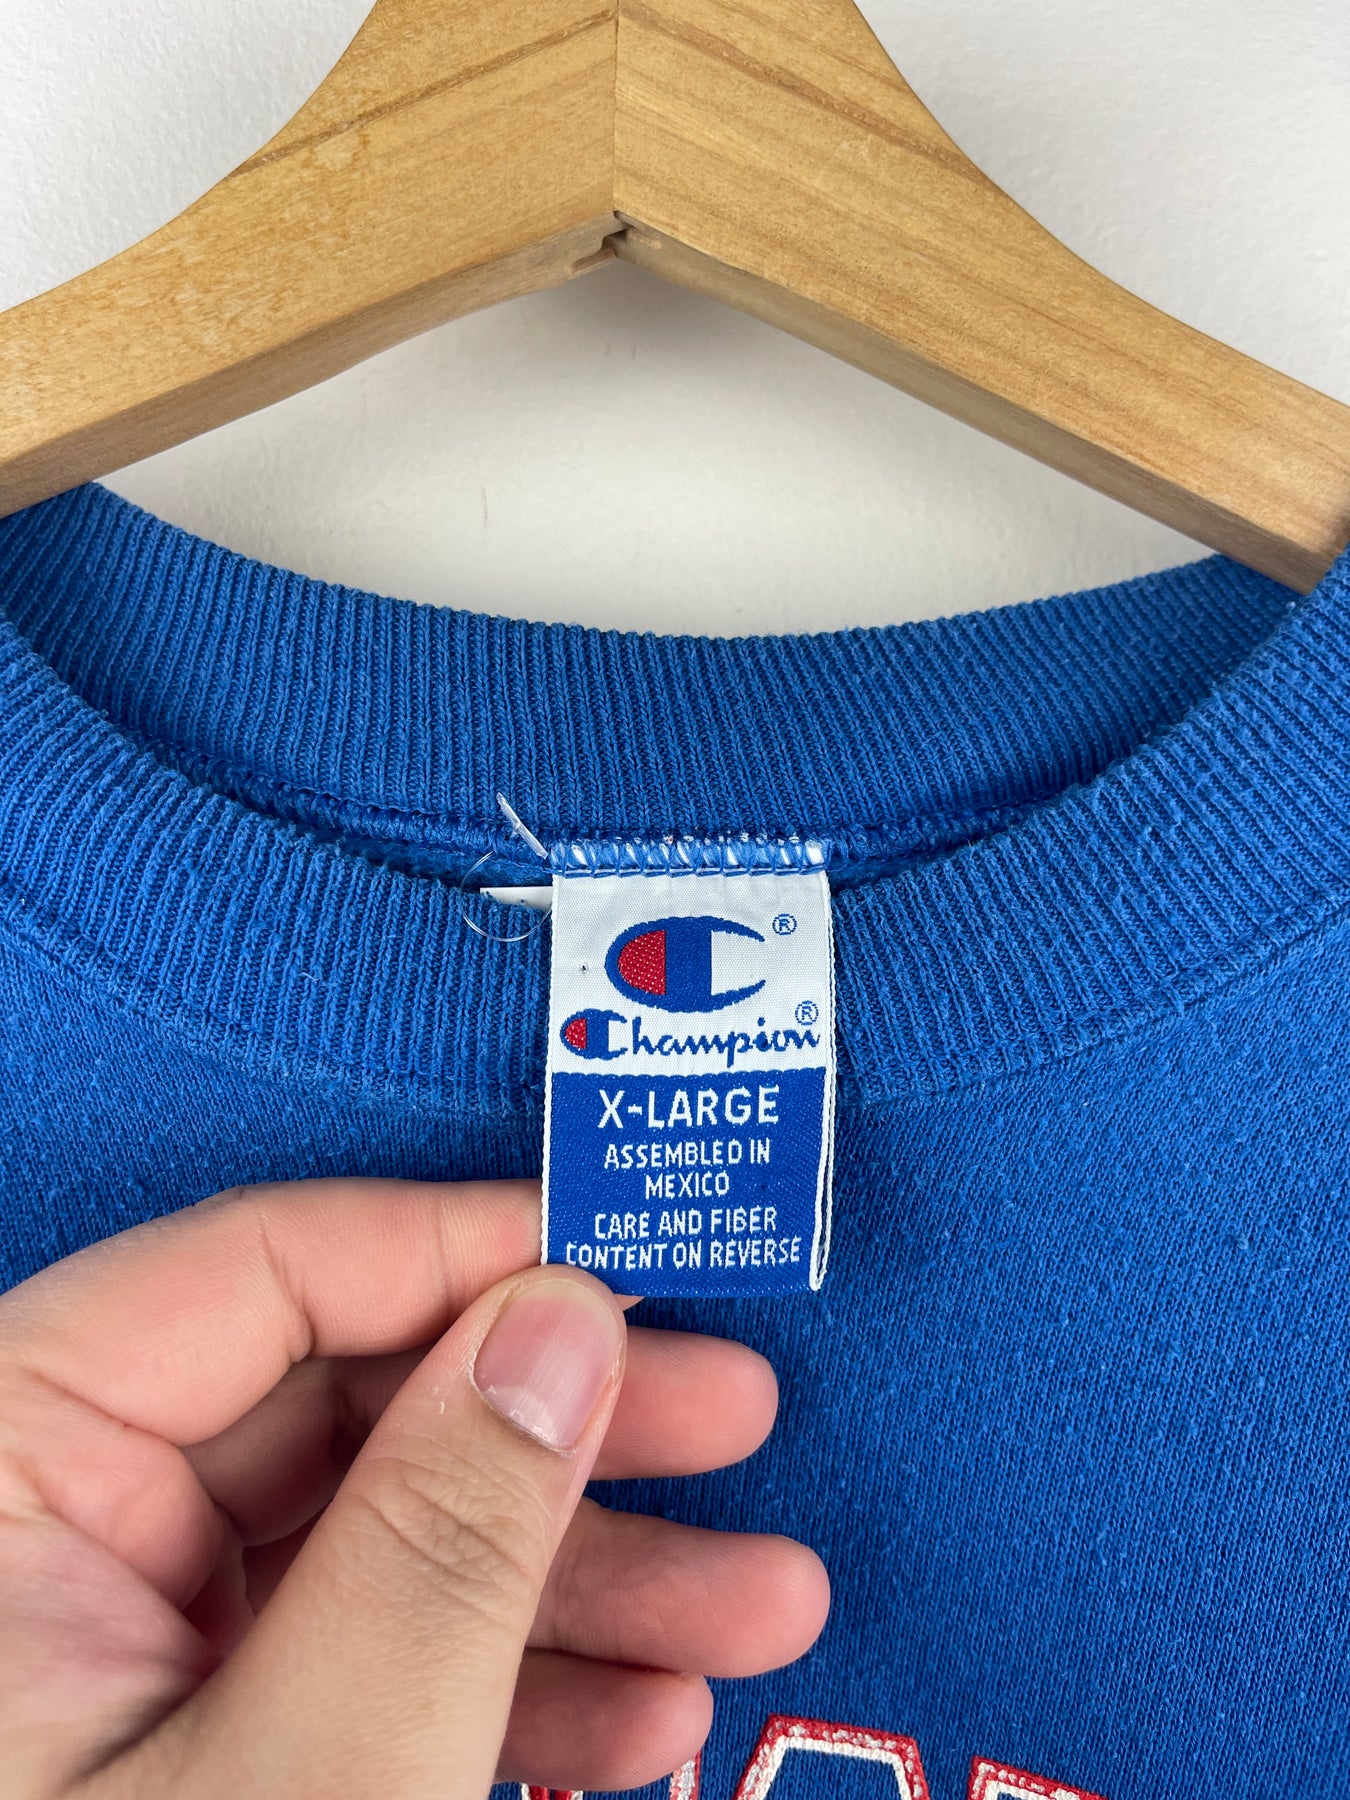 ®
Champion®
X-LARGE
ASSEMBLED IN
MEXICO
CARE AND FIBER
CONTENT ON REVERSE